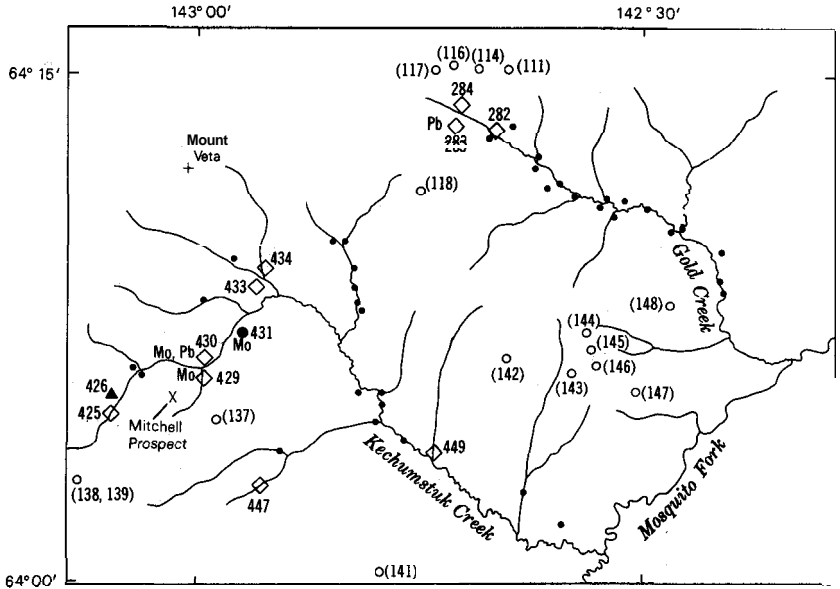 143°00'
142°30'
64°15'
(116)
(114)
(117)
(111)
284
282
Pb
283
Mount
Veta
(118)
434
433
Gold Creek
(148)
(144)
430
431
Mo, Pb
Mo
(145)
(142)
(146)
Mo
429
(143)
(147)
426
X
425
Mitchell
Prospect
(137)
449
Kechumstuk Creek
Mosquito Fork
(138, 139)
447
64°00'
(141)